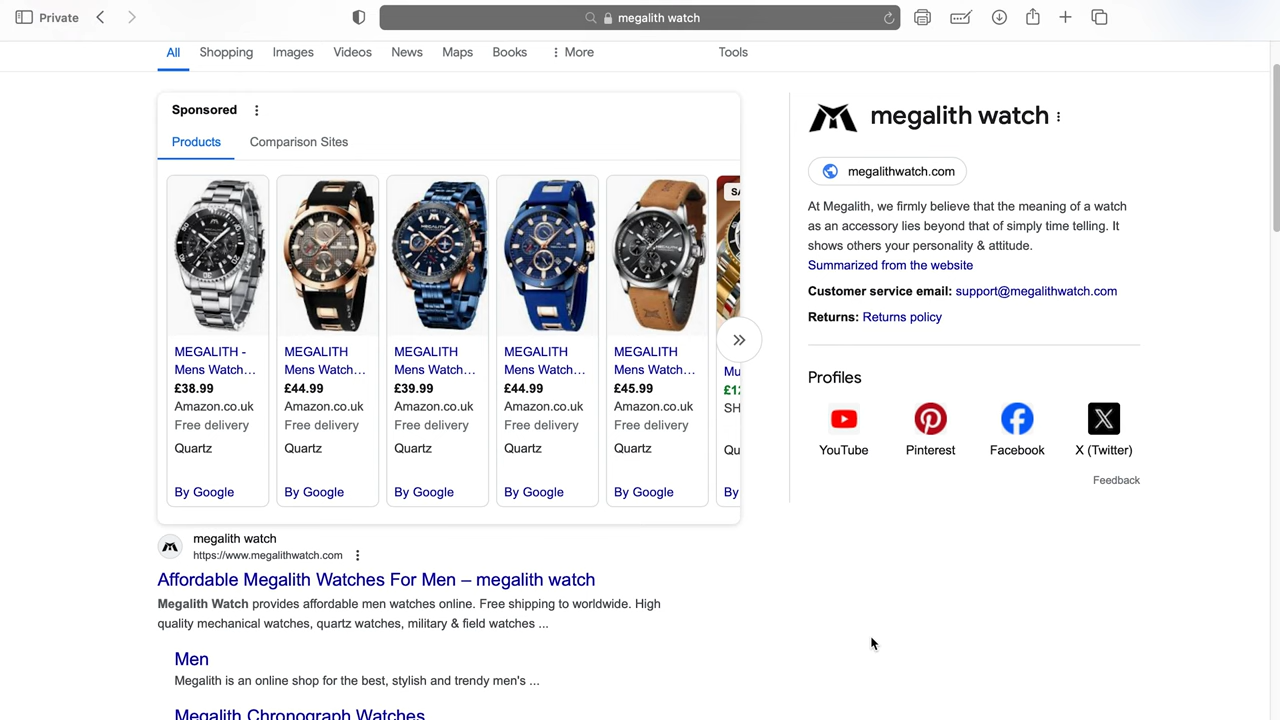 Private
megalith watch
All
Shopping
Images
Videos
News
Maps
Books
More
Tools
Sponsored
Products
Comparison Sites
MEGALITH -
Mens Watch...
£38.99
Amazon.co.uk
Free delivery
Quartz
By Google
MEGALITH
Mens Watch...
£44.99
Amazon.co.uk
Free delivery
Quartz
By Google
MEGALITH
Mens Watch...
£39.99
Amazon.co.uk
Free delivery
Quartz
By Google
MEGALITH
Mens Watch...
£44.99
Amazon.co.uk
Free delivery
Quartz
By Google
MEGALITH
Mens Watch...
£45.99
Amazon.co.uk
Free delivery
Quartz
By Google
By
megalith watch
https://www.megalithwatch.com
Affordable Megalith Watches For Men – megalith watch
Megalith Watch provides affordable men watches online. Free shipping to worldwide. High
quality mechanical watches, quartz watches, military & field watches ...
Men
Megalith is an online shop for the best, stylish and trendy men's ...
Megalith Chronograph Watches
megalith watch
megalithwatch.com
At Megalith, we firmly believe that the meaning of a watch
as an accessory lies beyond that of simply time telling. It
shows others your personality & attitude.
Summarized from the website
Customer service email: support@megalithwatch.com
Returns: Returns policy
Profiles
YouTube
Pinterest
Facebook
X (Twitter)
Feedback